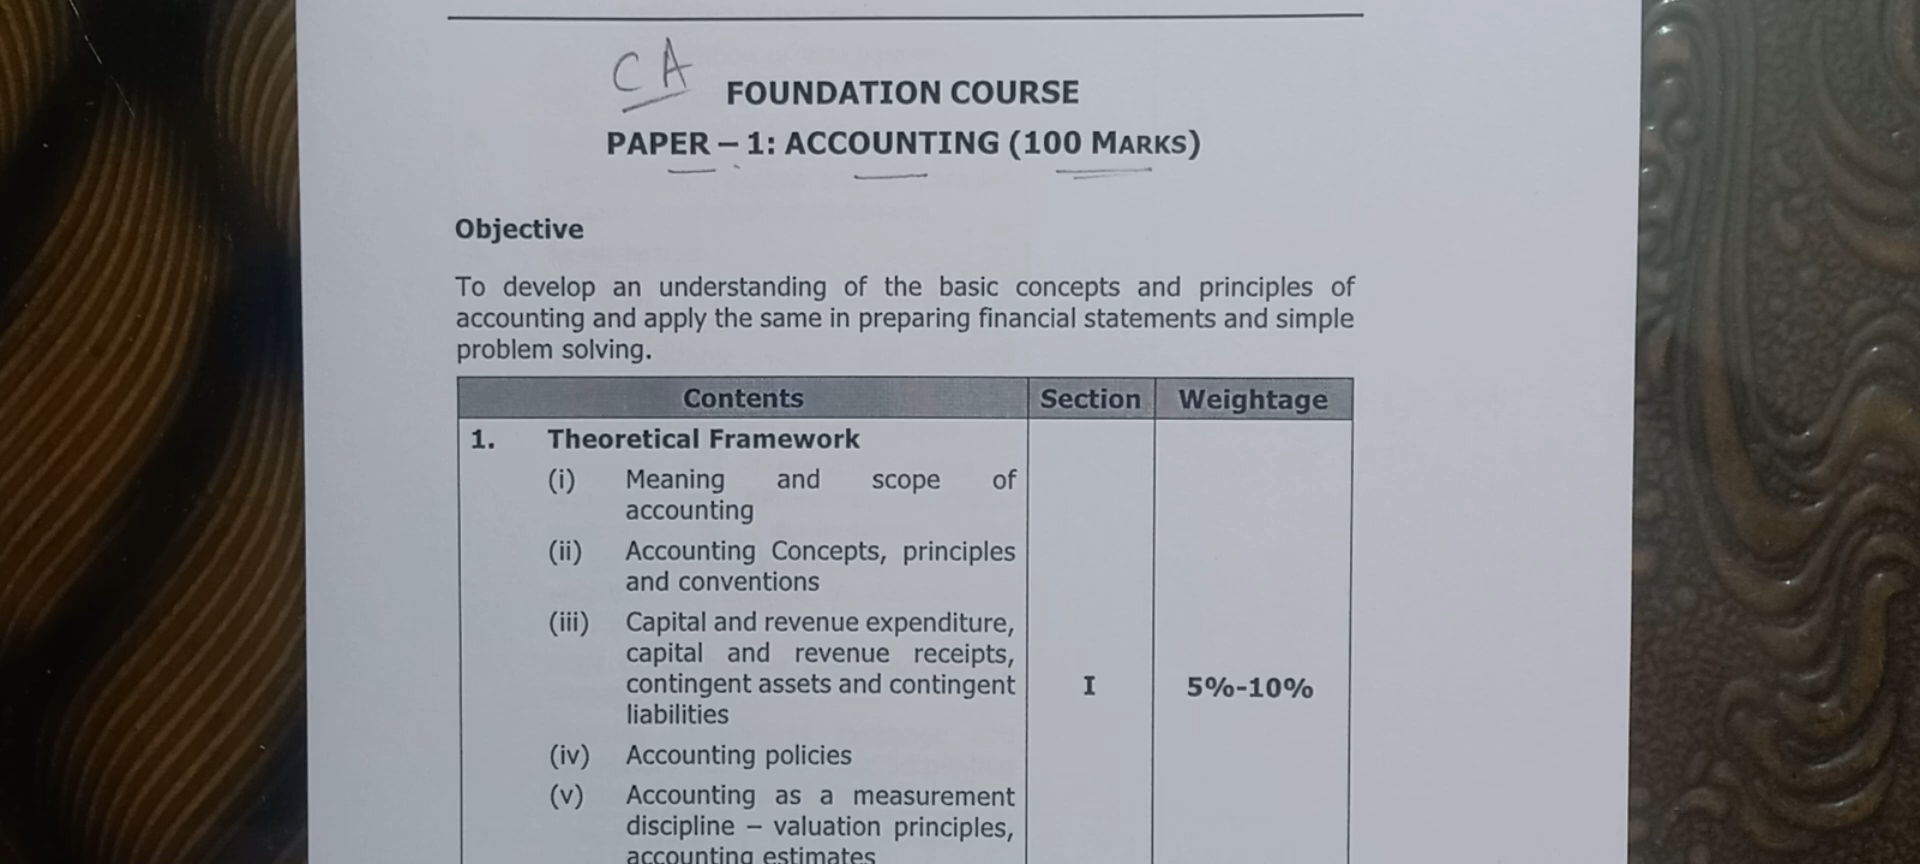 CA
FOUNDATION COURSE
PAPER – 1: ACCOUNTING (100 MARKS)
Objective
To develop an understanding of the basic concepts and principles of
accounting and apply the same in preparing financial statements and simple
problem solving.
Contents Section Weightage
1. Theoretical Framework
(i) Meaning and scope of
accounting
(ii) Accounting Concepts, principles
and conventions
(iii) Capital and revenue expenditure,
capital and revenue receipts,
contingent assets and contingent
liabilities
I 5%-10%
(iv) Accounting policies
(v) Accounting as a measurement
discipline – valuation principles,
accounting estimates